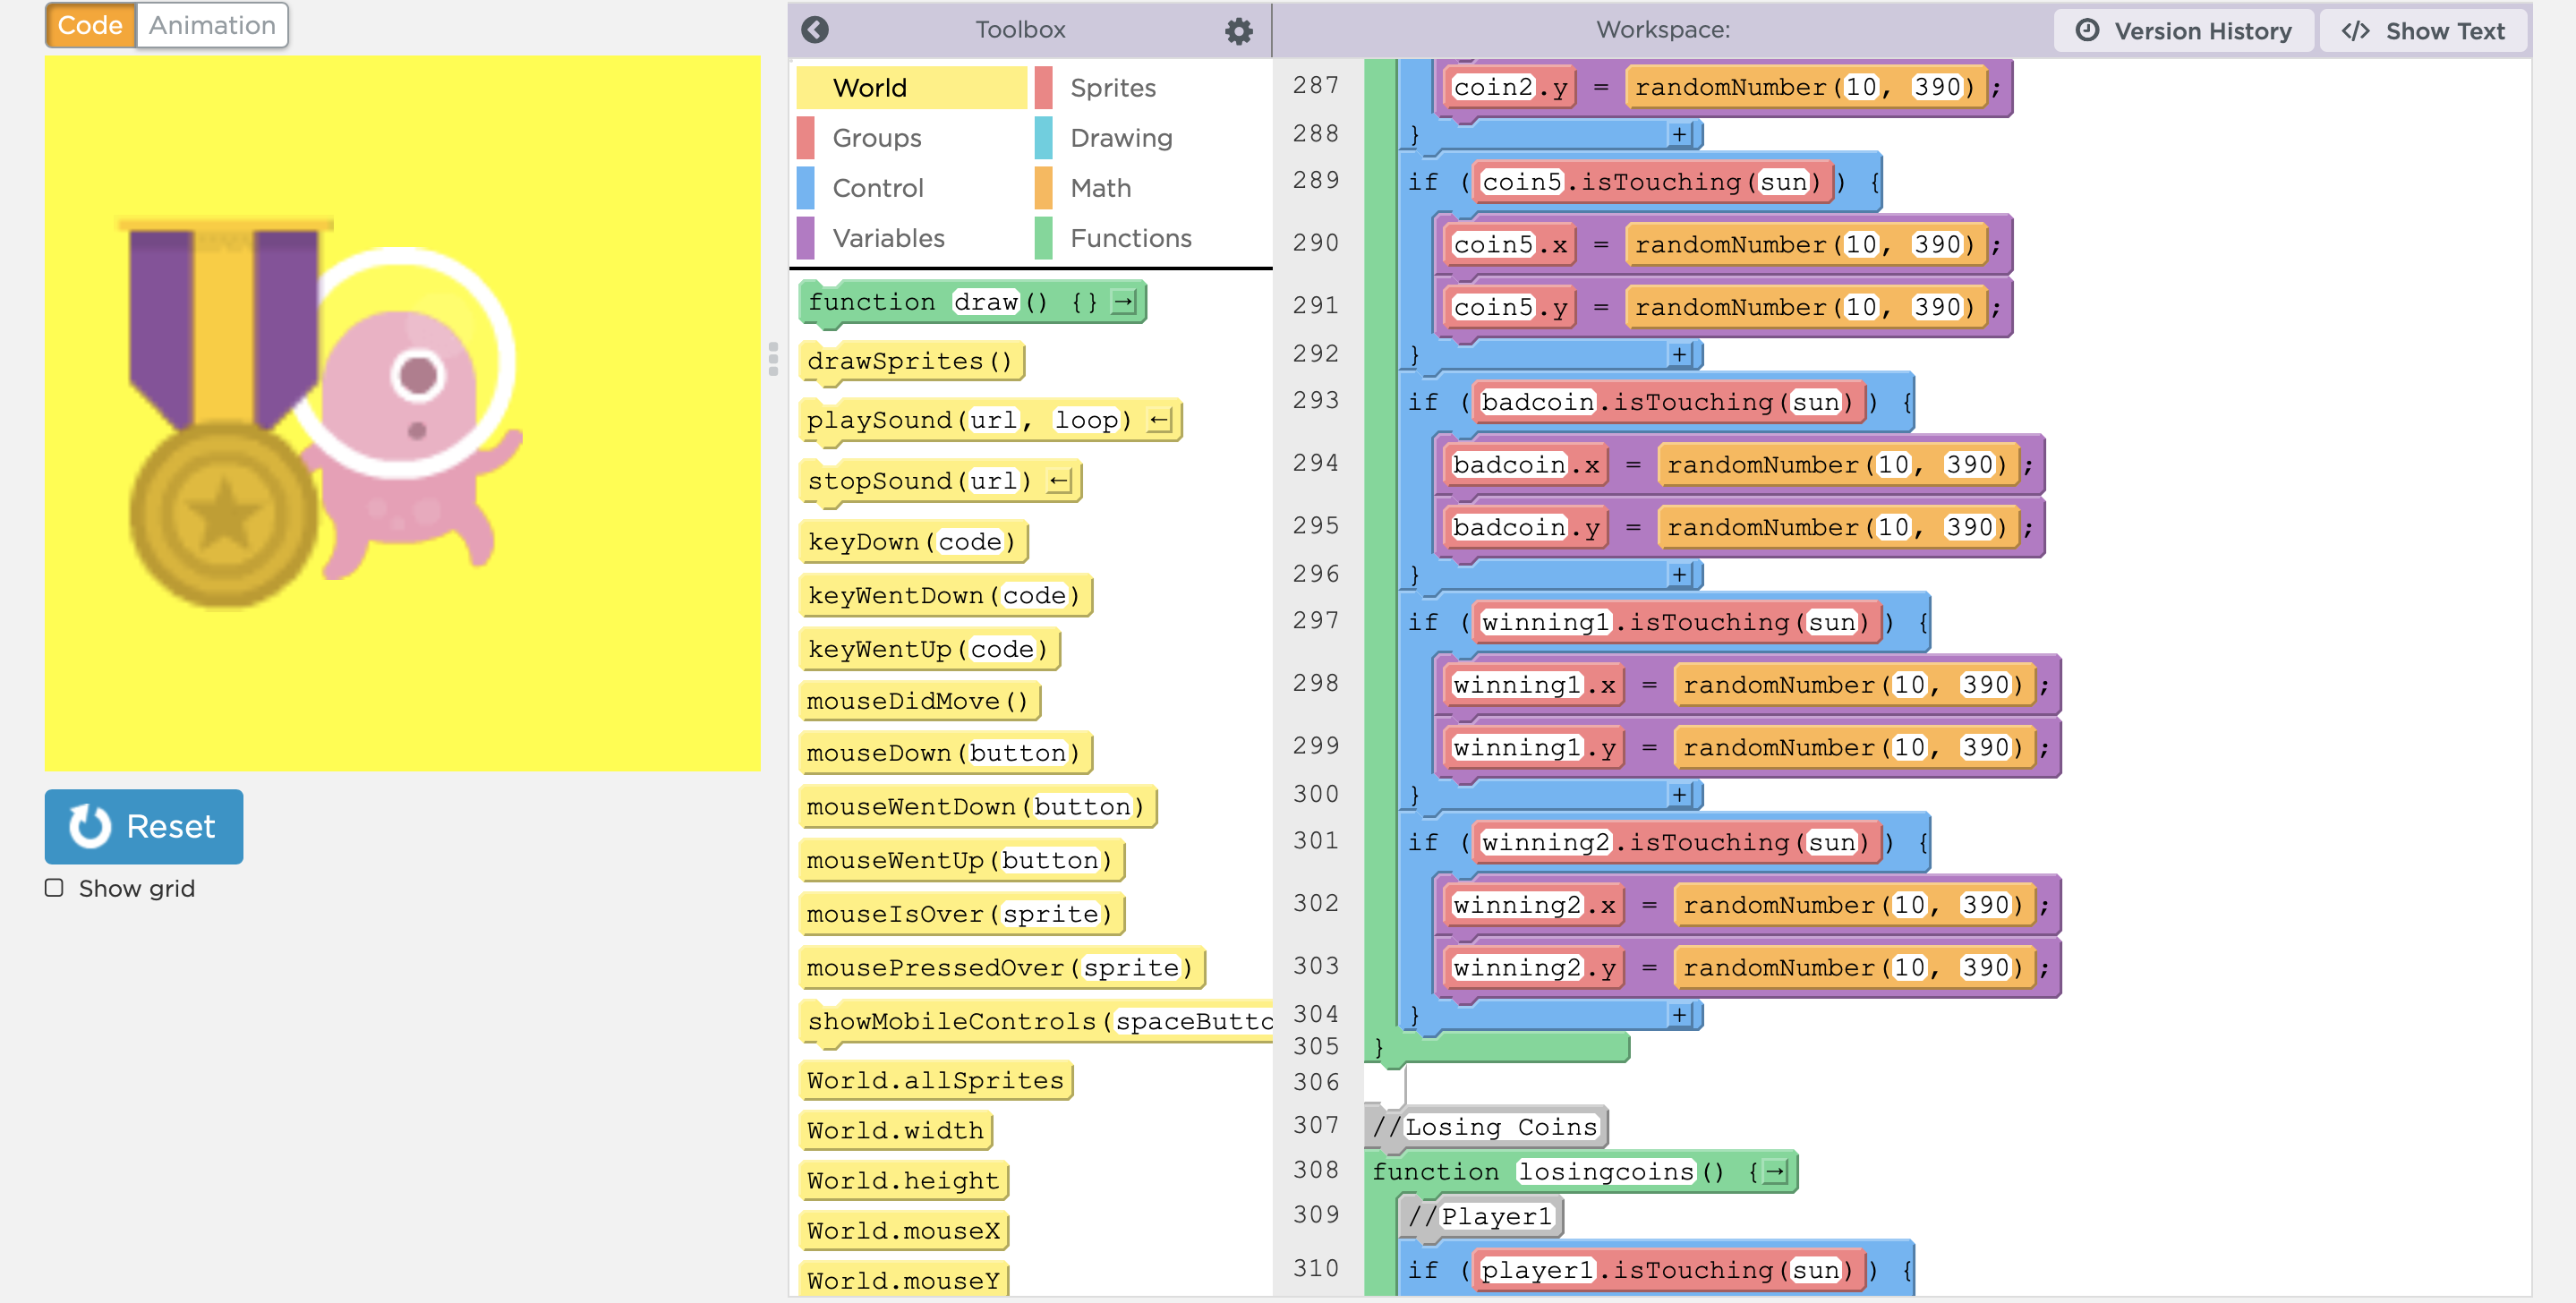 Code Animation
Toolbox
Workspace:
Version History
</> Show Text
World Sprites
Groups Drawing
Control Math
Variables Functions
function draw() {} →
drawSprites()
playSound(url, loop) ←
stopSound(url) ←
keyDown(code)
keyWentDown(code)
keyWentUp(code)
mouseDidMove()
mouseDown(button)
mouseWentDown(button)
mouseWentUp(button)
mouseIsOver(sprite)
mousePressedOver(sprite)
showMobileControls(spaceButto
World.allSprites
World.width
World.height
World.mouseX
World.mouseY
287 coin2.y = randomNumber(10, 390);
288 } +
289 if (coin5.isTouching(sun)) {
290 coin5.x = randomNumber(10, 390);
291 coin5.y = randomNumber(10, 390);
292 } +
293 if (badcoin.isTouching(sun)) {
294 badcoin.x = randomNumber(10, 390);
295 badcoin.y = randomNumber(10, 390);
296 } +
297 if (winning1.isTouching(sun)) {
298 winning1.x = randomNumber(10, 390);
299 winning1.y = randomNumber(10, 390);
300 } +
301 if (winning2.isTouching(sun)) {
302 winning2.x = randomNumber(10, 390);
303 winning2.y = randomNumber(10, 390);
304 } +
305 }
306
307 //Losing Coins
308 function losingcoins() {→
309 //Player1
310 if (player1.isTouching(sun)) {
Reset
Show grid